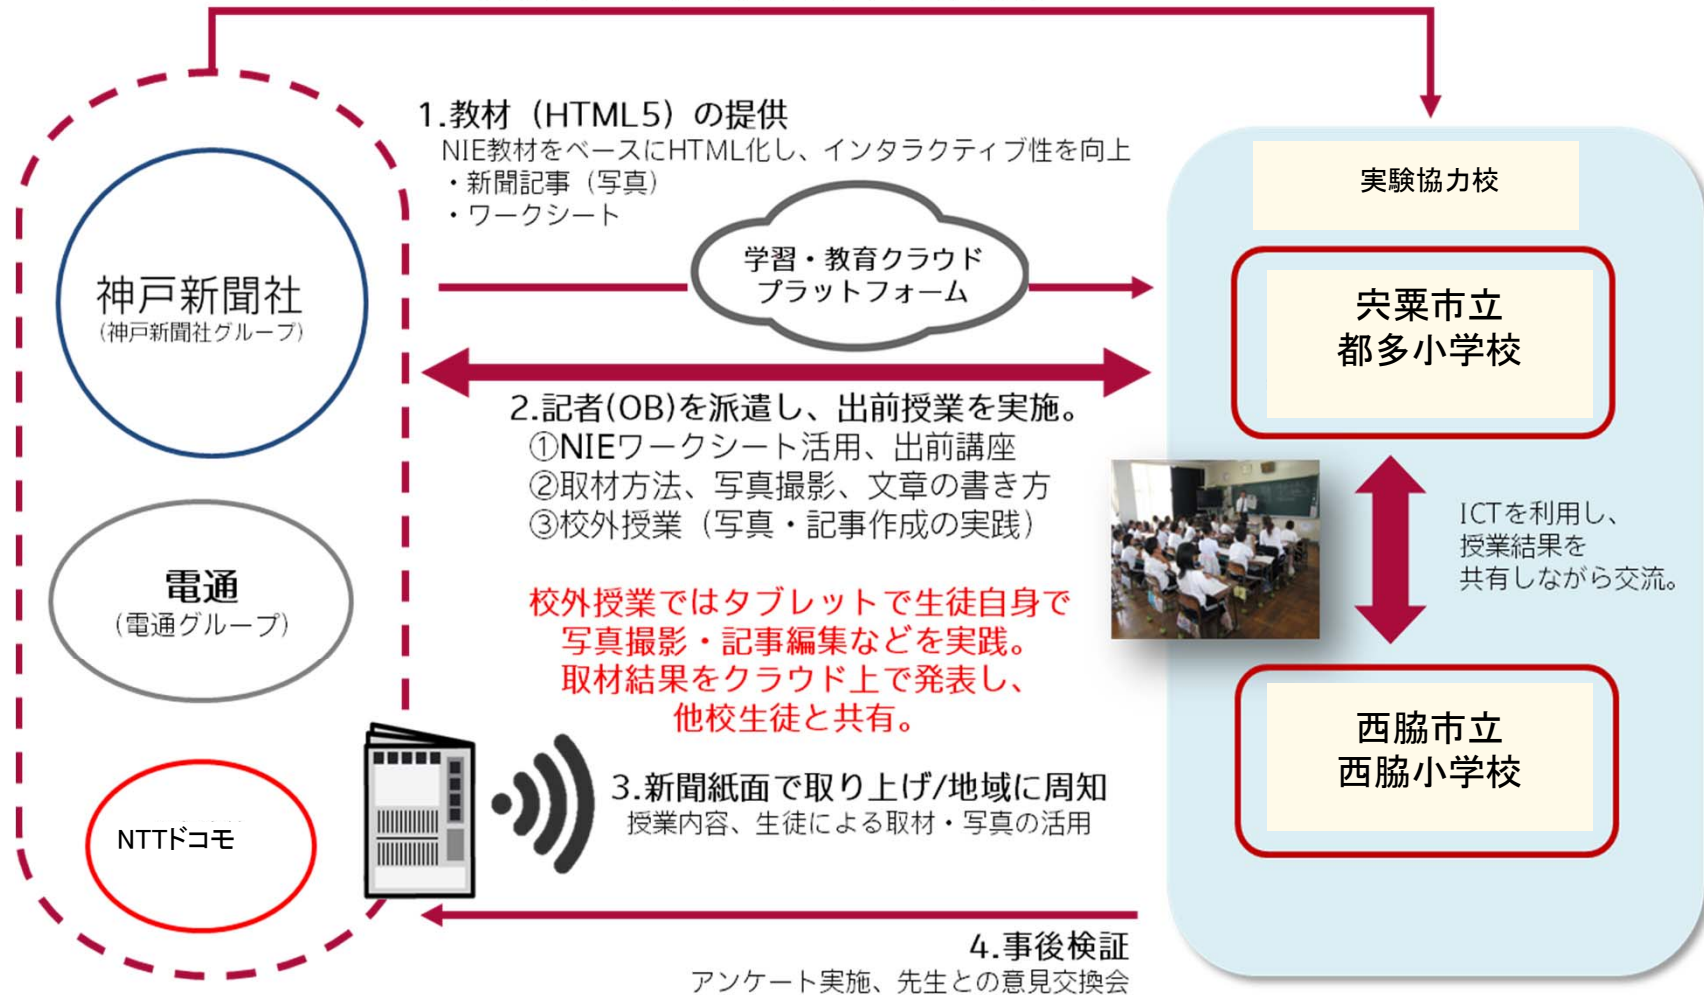 1.教材（HTML5）の提供
NIE教材をベースにHTML化し、インタラクティブ性を向上
・新聞記事（写真）
・ワークシート
神戸新聞社
（神戸新聞社グループ）
電通
（電通グループ）
NTTドコモ
学習・教育クラウド
プラットフォーム
2.記者(OB)を派遣し、出前授業を実施。
①NIEワークシート活用、出前講座
②取材方法、写真撮影、文章の書き方
③校外授業（写真・記事作成の実践）
校外授業ではタブレットで生徒自身で
写真撮影・記事編集などを実践。
取材結果をクラウド上で発表し、
他校生徒と共有。
3.新聞紙面で取り上げ/地域に周知
授業内容、生徒による取材・写真の活用
4.事後検証
アンケート実施、先生との意見交換会
実験協力校
宍粟市立
都多小学校
ICTを利用し、
授業結果を
共有しながら交流。
西脇市立
西脇小学校